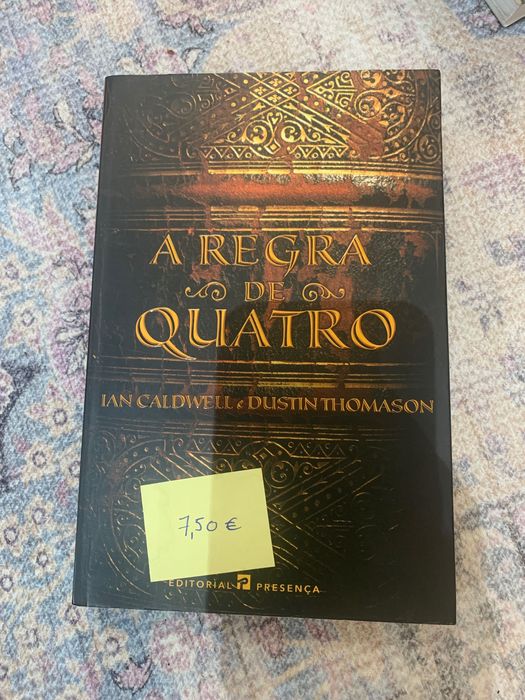 A REGRA
DE
QUATRO
IAN CALDWELL e DUSTIN THOMASON
7,50 €
EDITORIAL P PRESENÇA